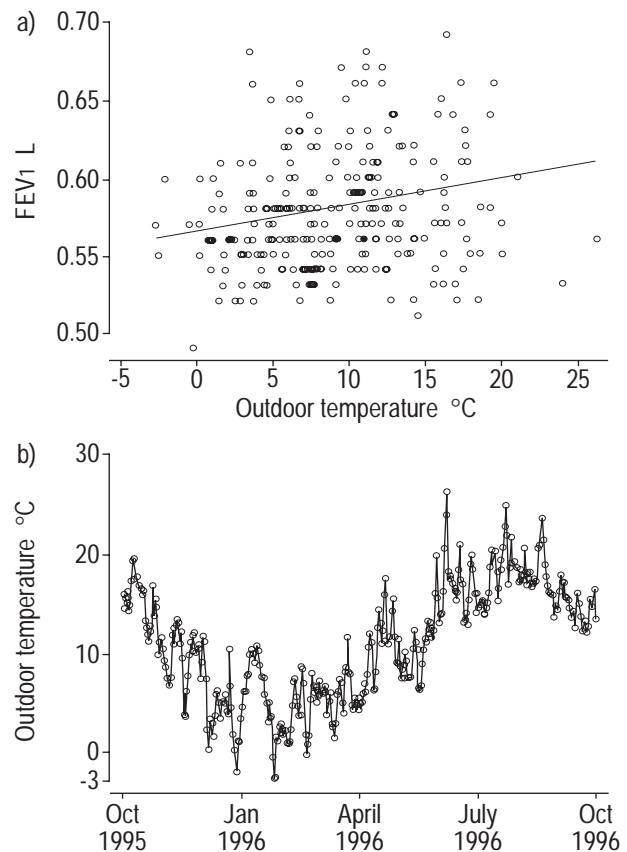 a)
0.70
0.65
0.60
0.55
0.50
FEV1 L
-5 0 5 10 15 20 25
Outdoor temperature °C
b)
30
20
10
0
-3
Outdoor temperature °C
Oct Jan April July Oct
1995 1996 1996 1996 1996